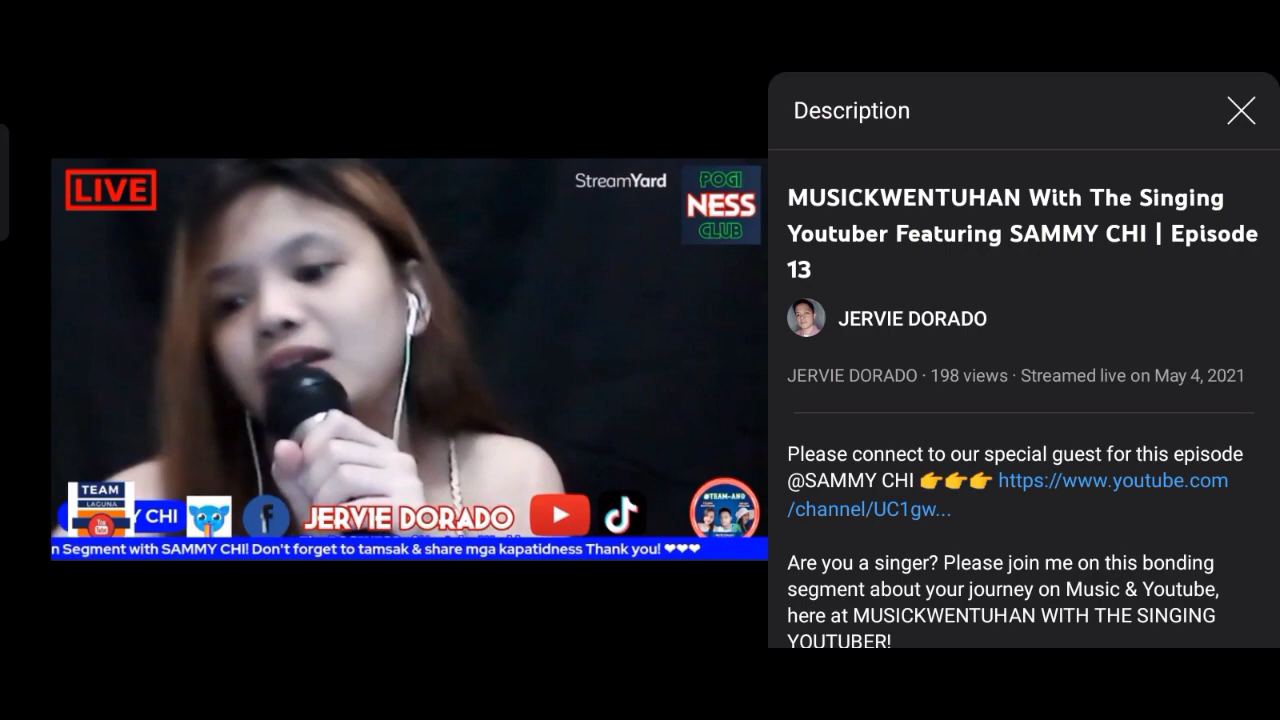 LIVE
StreamYard
POGI
NESS
CLUB
TEAM
LAGUNA
You
Tube
Y CHI
f
JERVIE DORADO
@TEAM-AND
n Segment with SAMMY CHI! Don't forget to tamsak & share mga kapatidness Thank you! ❤❤❤
Description
MUSICKWENTUHAN With The Singing
Youtuber Featuring SAMMY CHI | Episode
13
JERVIE DORADO
JERVIE DORADO · 198 views · Streamed live on May 4, 2021
Please connect to our special guest for this episode
@SAMMY CHI 👉👉👉 https://www.youtube.com
/channel/UC1gw...
Are you a singer? Please join me on this bonding
segment about your journey on Music & Youtube,
here at MUSICKWENTUHAN WITH THE SINGING
YOUTUBER!